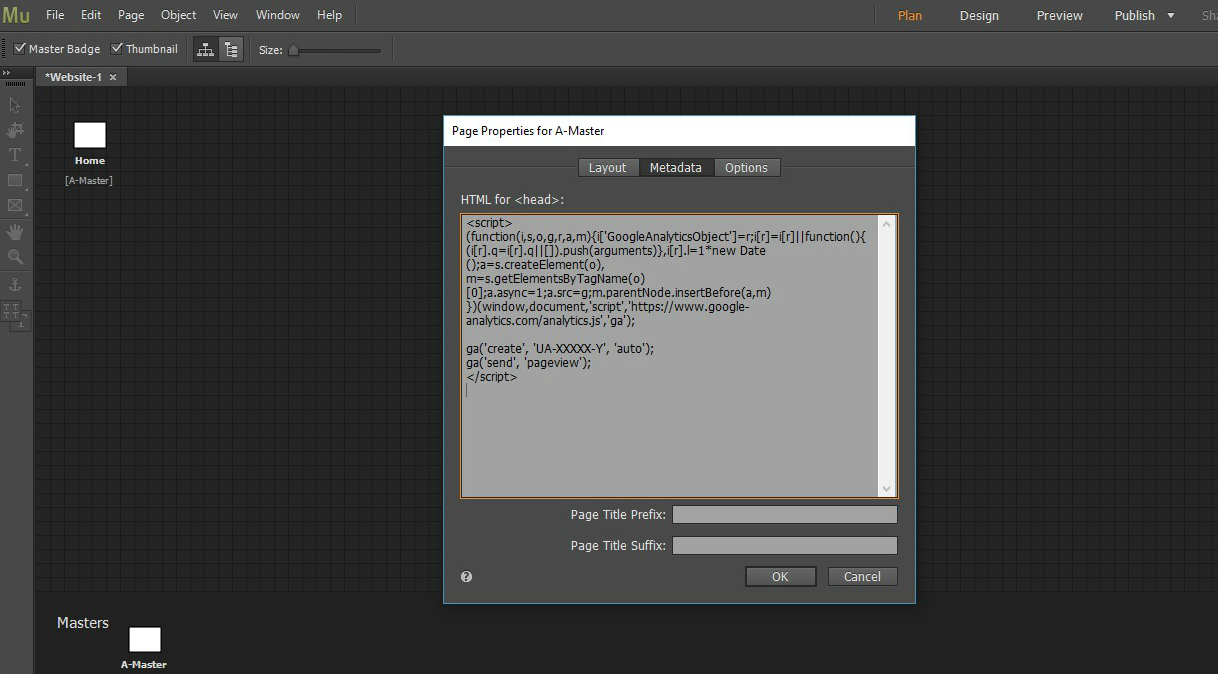 Mu File Edit Page Object View Window Help Plan Design Preview Publish Sha
Master Badge Thumbnail Size:
*Website-1
Page Properties for A-Master
Home
[A-Master]
Layout Metadata Options
HTML for <head>:
<script>
(function(i,s,o,g,r,a,m){i['GoogleAnalyticsObject']=r;i[r]=i[r]||function(){
(i[r].q=i[r].q||[]).push(arguments)},i[r].l=1*new Date
();a=s.createElement(o),
m=s.getElementsByTagName(o)
[0];a.async=1;a.src=g;m.parentNode.insertBefore(a,m)
})(window,document,'script','https://www.google-
analytics.com/analytics.js','ga');
ga('create', 'UA-XXXXX-Y', 'auto');
ga('send', 'pageview');
</script>
Page Title Prefix:
Page Title Suffix:
? OK Cancel
Masters
A-Master